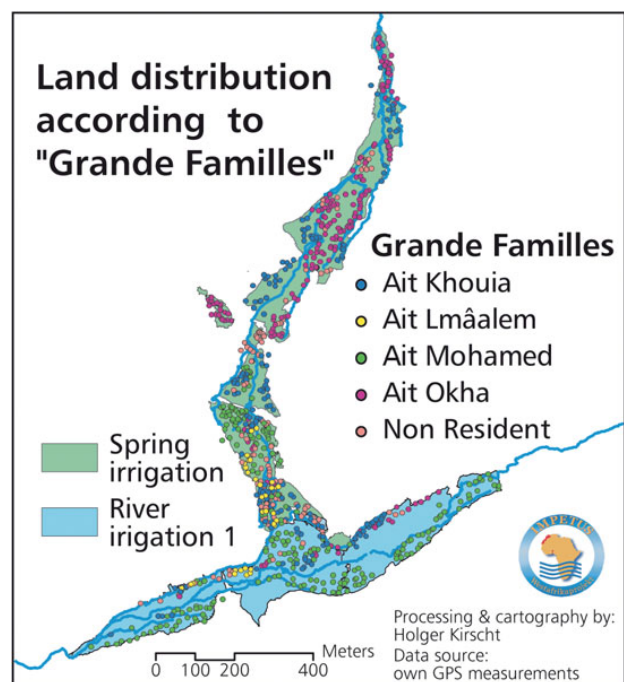 Land distribution
according to
"Grande Familles"
Grande Familles
Ait Khouia
Ait Lmâalem
Ait Mohamed
Ait Okha
Non Resident
Spring
irrigation
River
irigation 1
IMPETUS
Processing & cartography by:
Holger Kirscht
Data source:
own GPS measurements
Meters
0 100 200 400